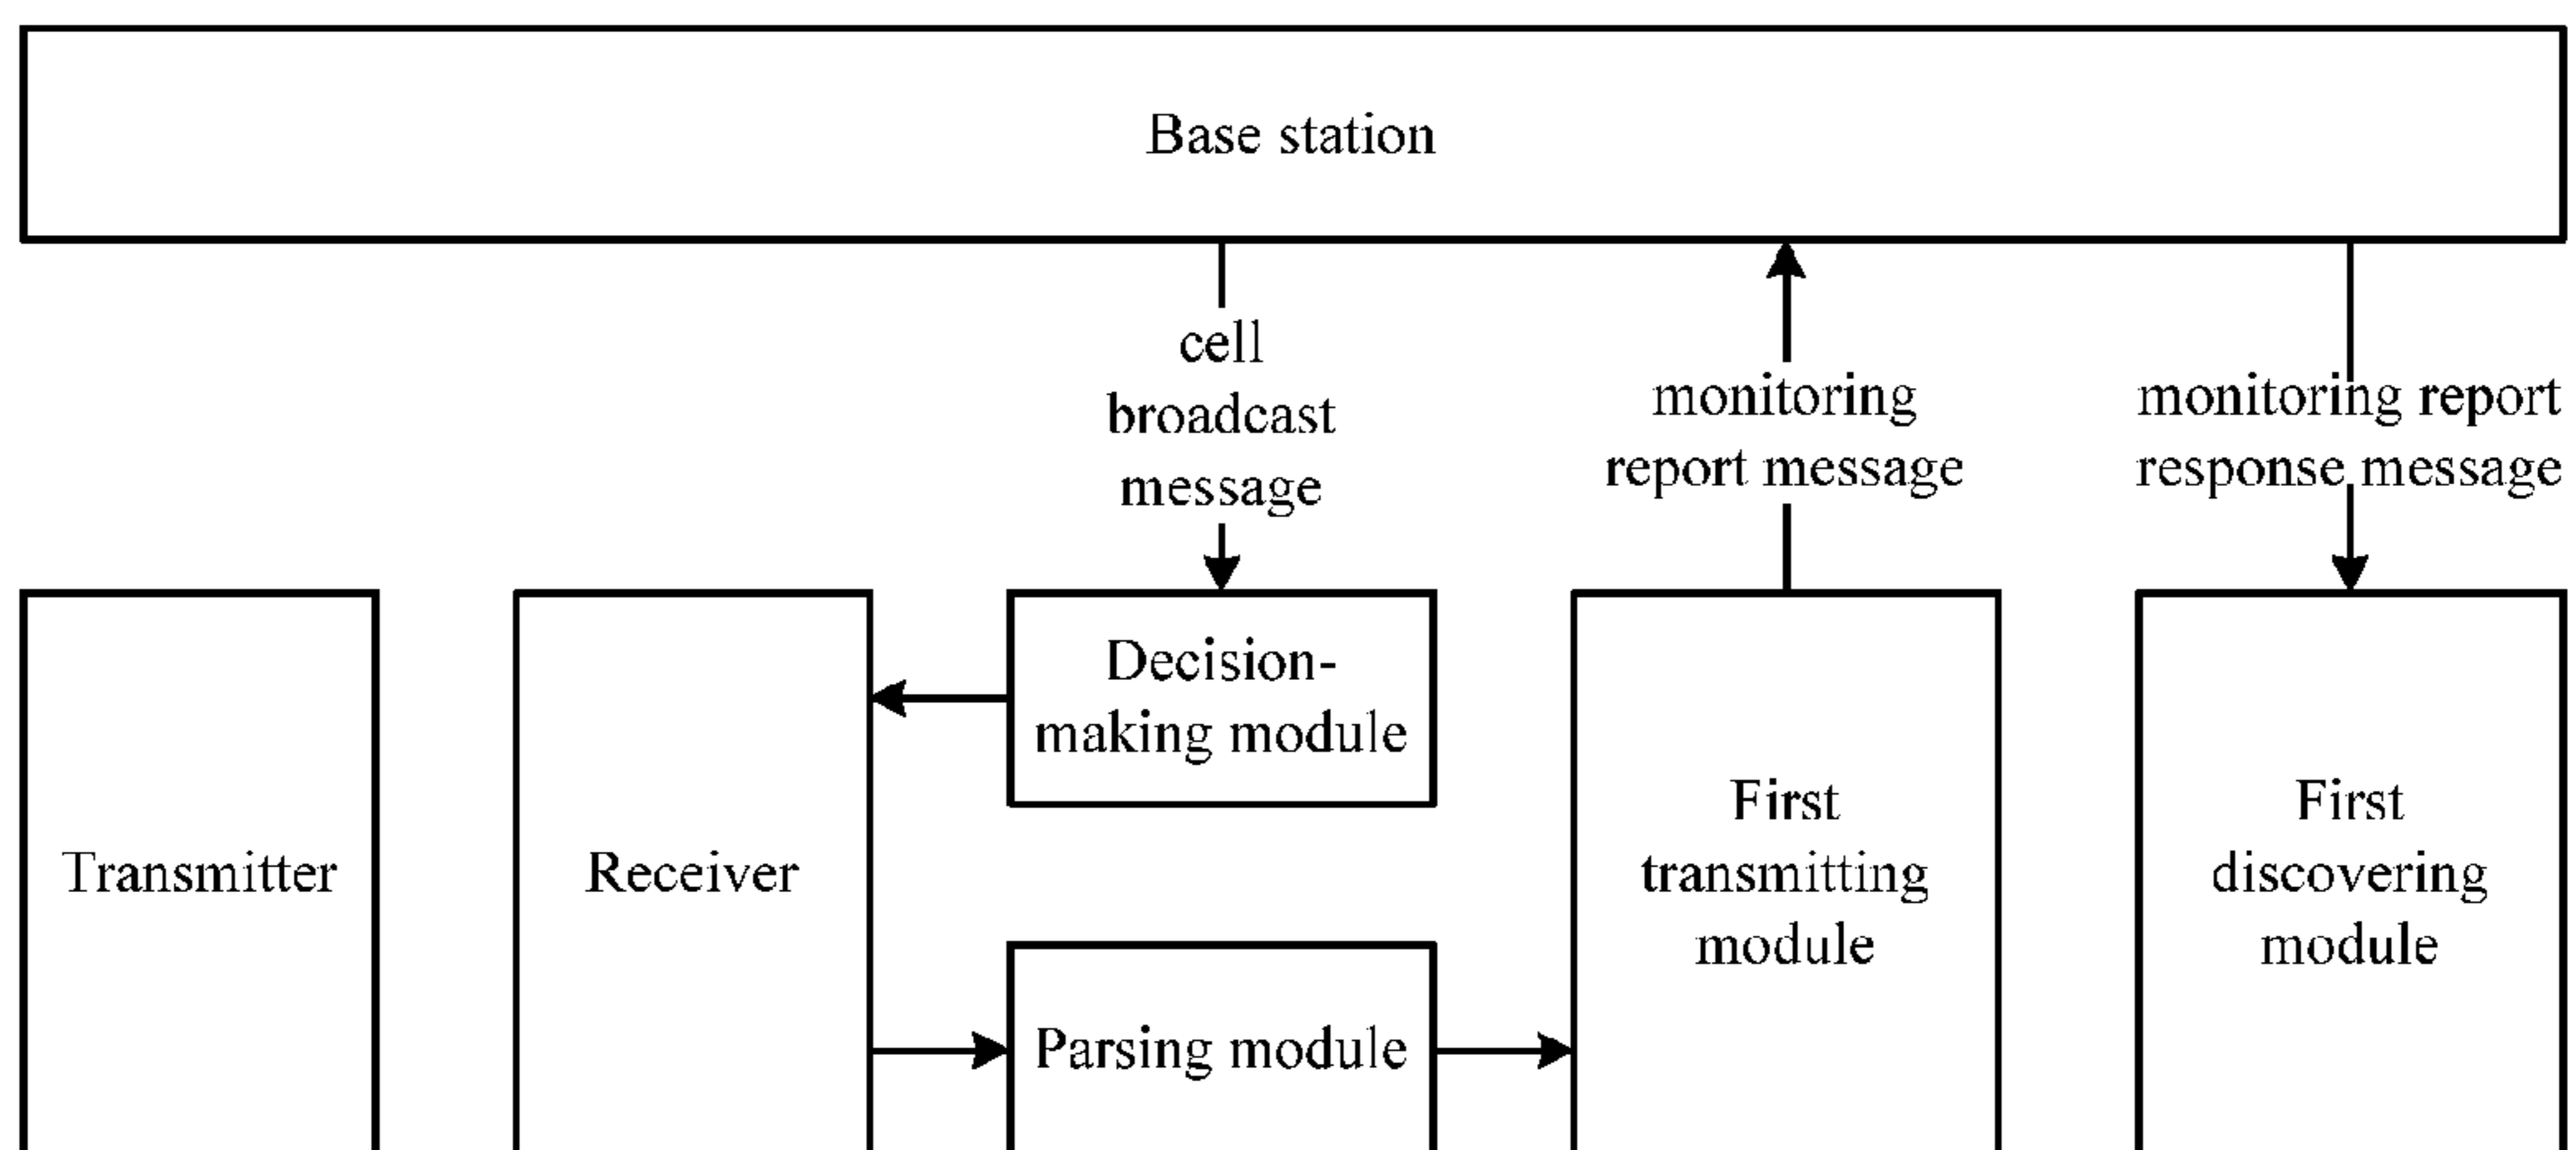 Base station
cell
broadcast
message
monitoring
report message
monitoring report
response message
Decision-
making module
Transmitter
Receiver
First
transmitting
module
First
discovering
module
Parsing module